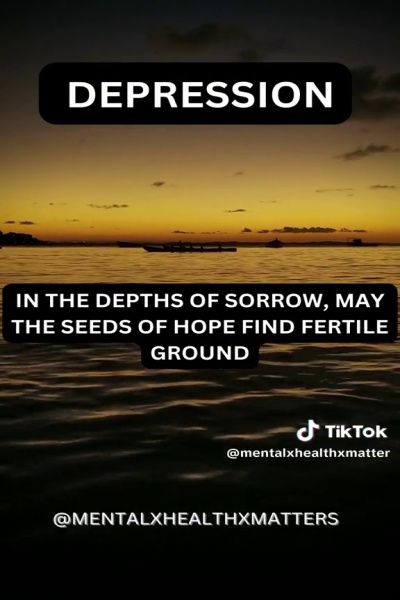 DEPRESSION
IN THE DEPTHS OF SORROW, MAY
THE SEEDS OF HOPE FIND FERTILE
GROUND
TikTok
@mentalxhealthxmatter
@MENTALXHEALTHXMATTERS